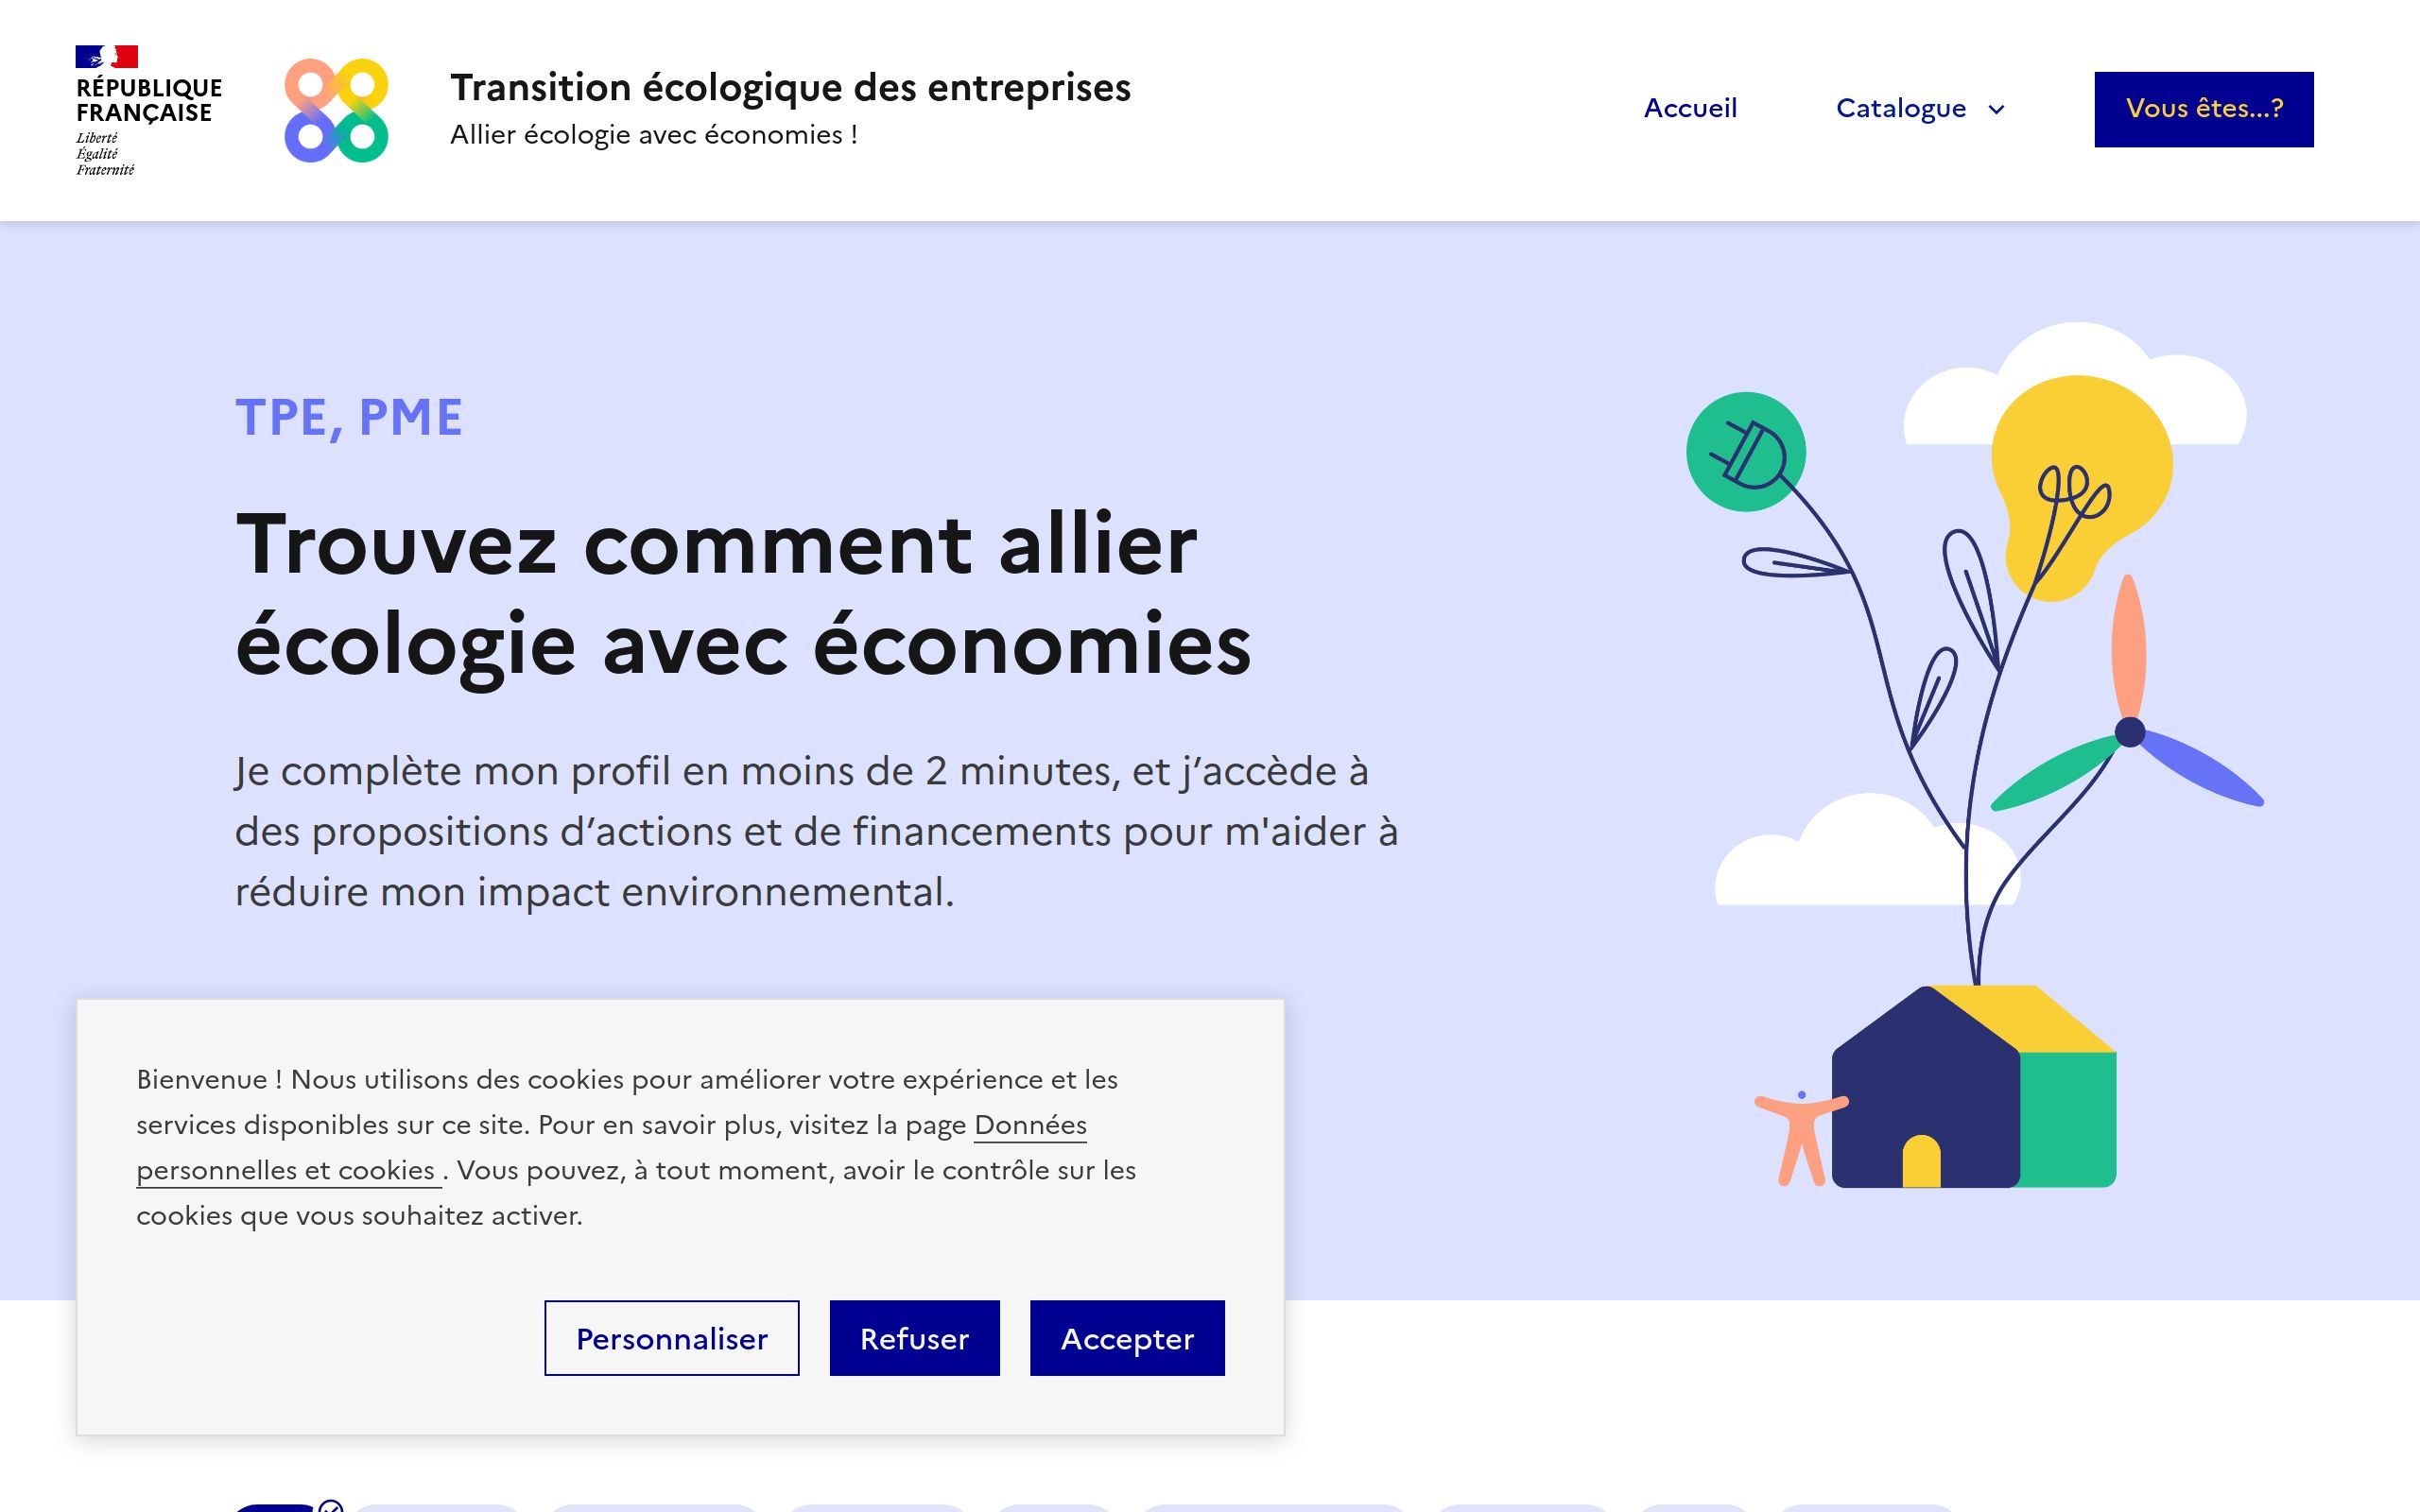 RÉPUBLIQUE
FRANÇAISE
Liberté
Égalité
Fraternité
Transition écologique des entreprises
Allier écologie avec économies !
Accueil
Catalogue
Vous êtes...?
TPE, PME
Trouvez comment allier
écologie avec économies
Je complète mon profil en moins de 2 minutes, et j’accède à
des propositions d’actions et de financements pour m'aider à
réduire mon impact environnemental.
Bienvenue ! Nous utilisons des cookies pour améliorer votre expérience et les
services disponibles sur ce site. Pour en savoir plus, visitez la page Données
personnelles et cookies . Vous pouvez, à tout moment, avoir le contrôle sur les
cookies que vous souhaitez activer.
Personnaliser
Refuser
Accepter